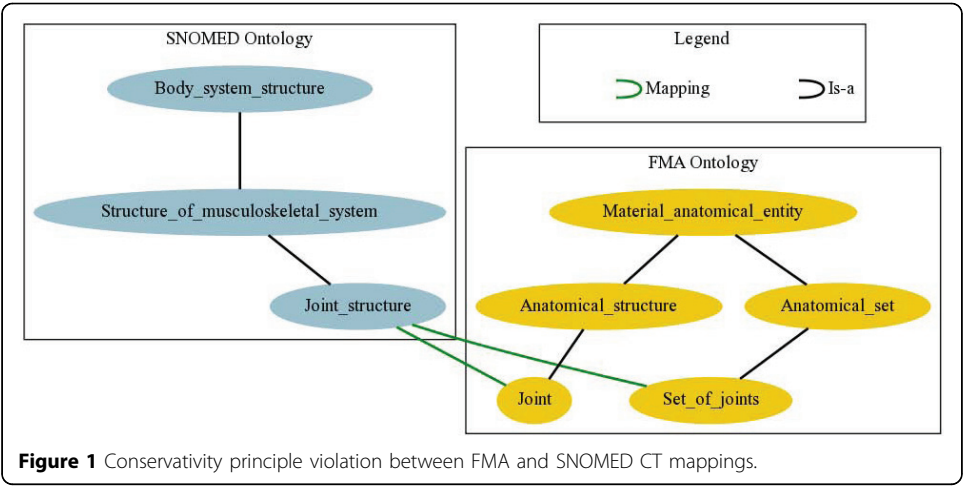 SNOMED Ontology
Body_system_structure
Structure_of_musculoskeletal_system
Joint_structure
Legend
Mapping
Is-a
FMA Ontology
Material_anatomical_entity
Anatomical_structure
Anatomical_set
Joint
Set_of_joints
Figure 1 Conservativity principle violation between FMA and SNOMED CT mappings.